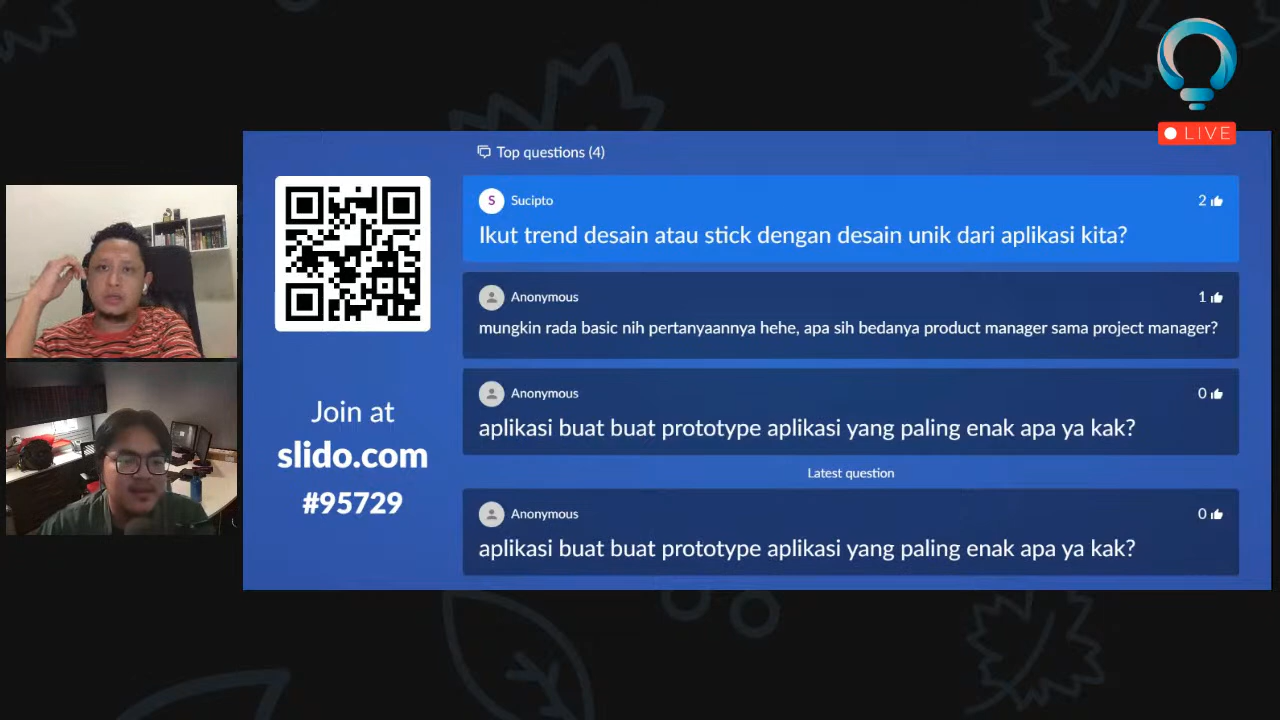 LIVE
Top questions (4)
S
Sucipto
2
Ikut trend desain atau stick dengan desain unik dari aplikasi kita?
Anonymous
1
mungkin rada basic nih pertanyaannya hehe, apa sih bedanya product manager sama project manager?
Anonymous
0
aplikasi buat buat prototype aplikasi yang paling enak apa ya kak?
Latest question
Anonymous
0
aplikasi buat buat prototype aplikasi yang paling enak apa ya kak?
Join at
slido.com
#95729